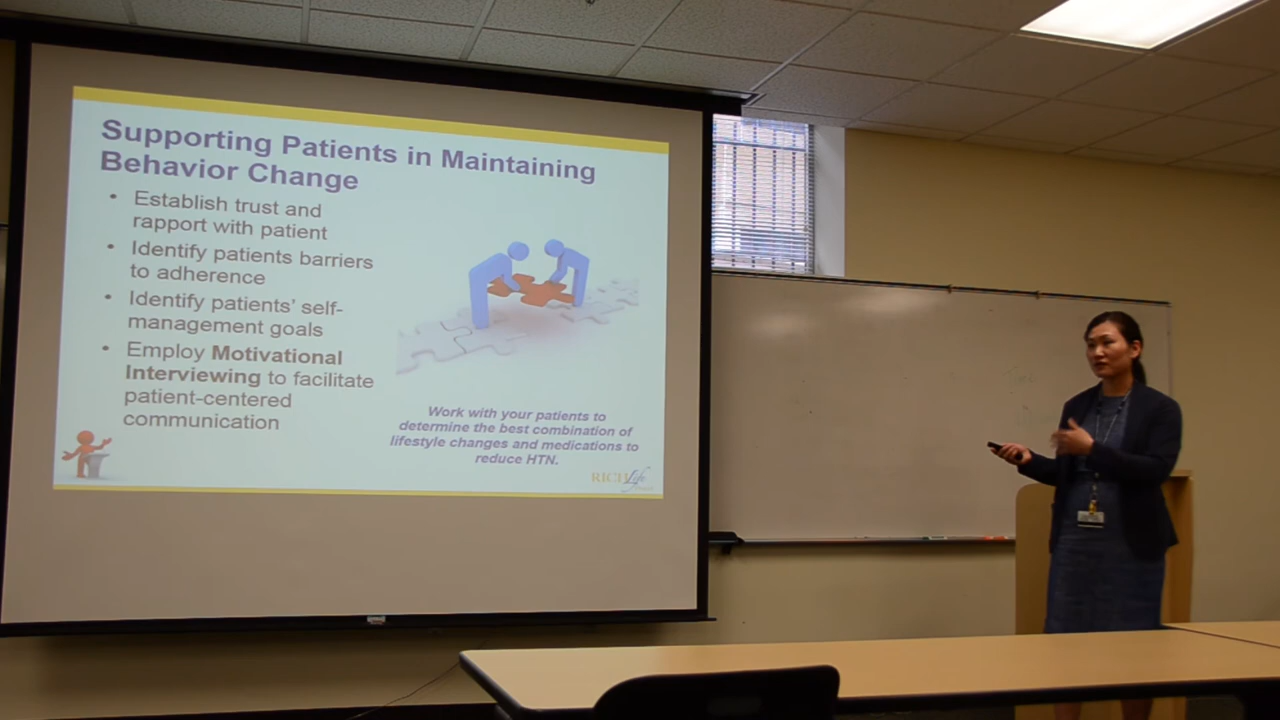 Supporting Patients in Maintaining
Behavior Change
• Establish trust and
rapport with patient
• Identify patients barriers
to adherence
• Identify patients' self-
management goals
• Employ Motivational
Interviewing to facilitate
patient-centered
communication
Work with your patients to
determine the best combination of
lifestyle changes and medications to
reduce HTN.
RICH Life